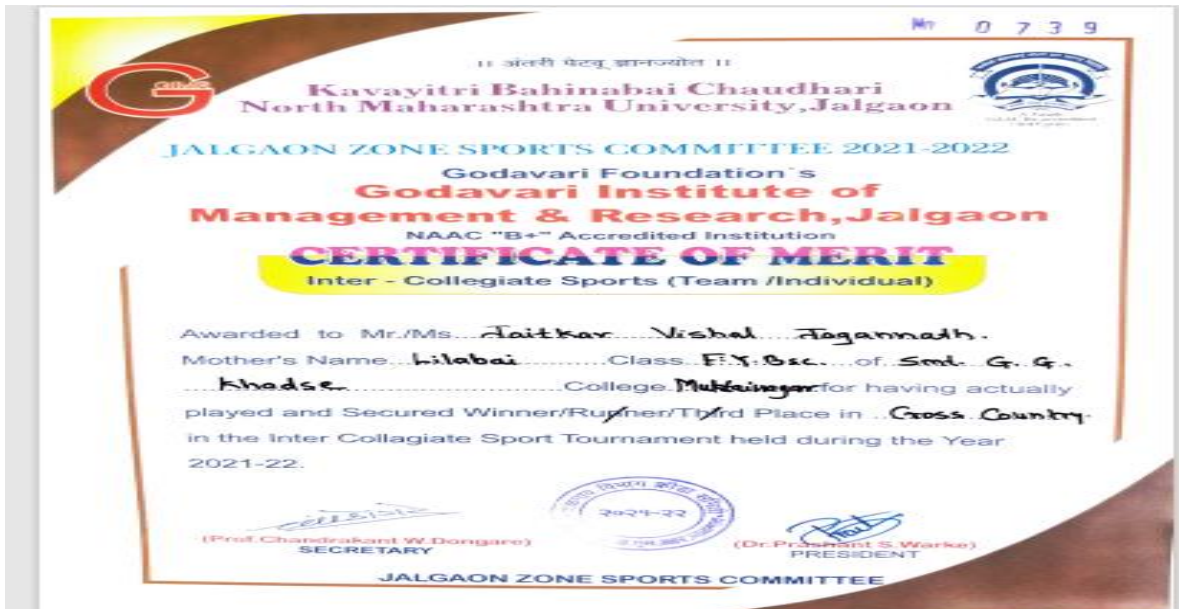 No 0739
GIMR
॥ अंतरी पेटवू ज्ञानज्योत ॥
Kavayitri Bahinabai Chaudhari
North Maharashtra University,Jalgaon
JALGAON ZONE SPORTS COMMITTEE 2021-2022
Godavari Foundation`s
Godavari Institute of
Management & Research,Jalgaon
NAAC "B+" Accredited Institution
CERTIFICATE OF MERIT
Inter - Collegiate Sports (Team /Individual)
Awarded to Mr./Ms. Jaitkar Vishal Jagannath.
Mother's Name Lilabai Class F.Y.Bsc. of Smt. G. G.
Khadse College Muktainagar for having actually
played and Secured Winner/Runner/Third Place in Cross Country.
in the Inter Collagiate Sport Tournament held during the Year
2021-22.
विभाग क्रीडा
२०२१-२२
(Prof.Chandrakant W.Dongare)
SECRETARY
(Dr.Prashant S.Warke)
PRESIDENT
JALGAON ZONE SPORTS COMMITTEE